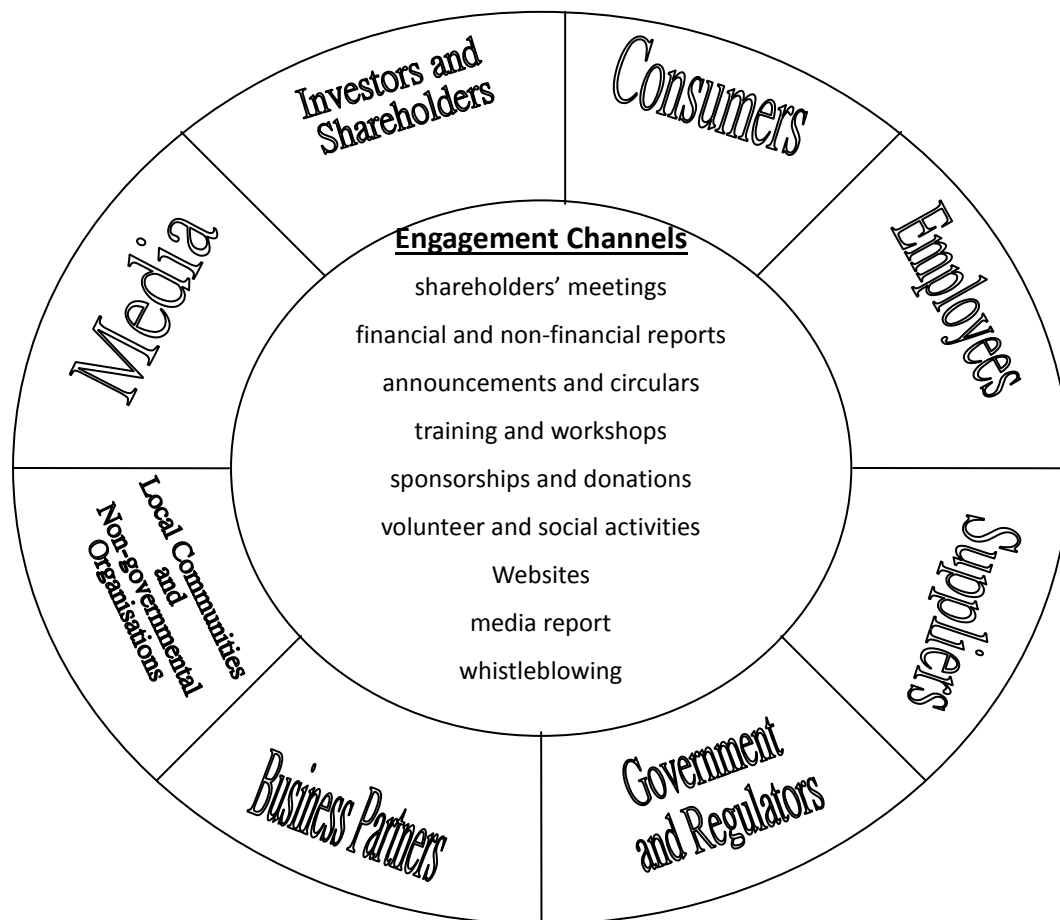 Investors and
Shareholders
Consumers
Employees
Suppliers
Government
and Regulators
Business Partners
Local Communities
and
Non-governmental
Organisations
Media
Engagement Channels
shareholders’ meetings
financial and non-financial reports
announcements and circulars
training and workshops
sponsorships and donations
volunteer and social activities
Websites
media report
whistleblowing